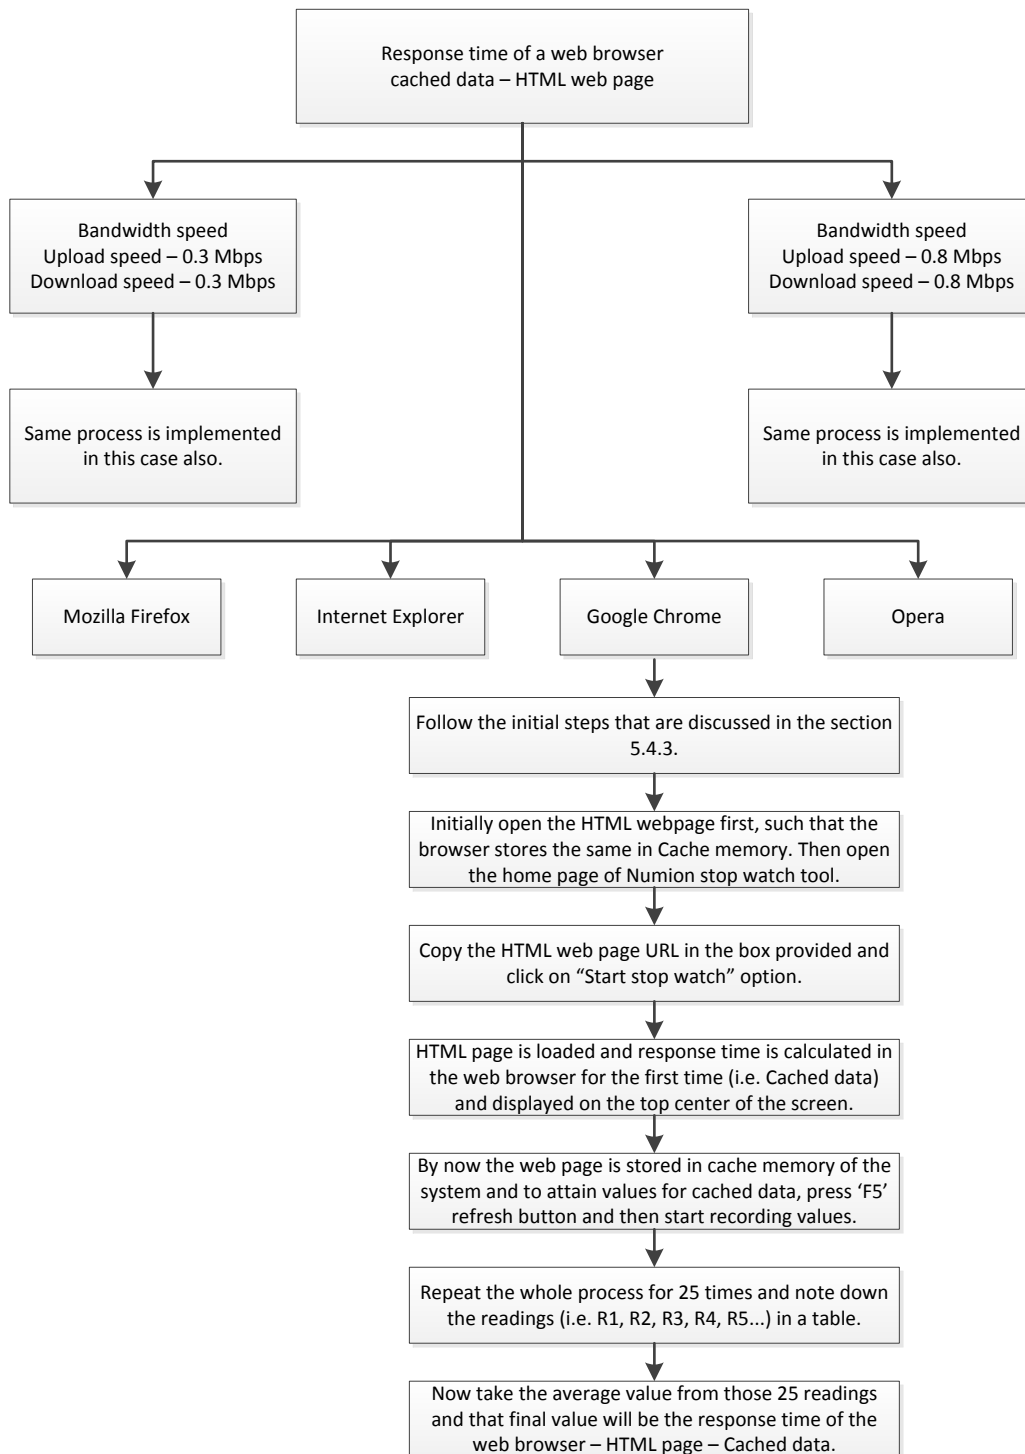 Response time of a web browser
cached data – HTML web page
Bandwidth speed
Upload speed – 0.3 Mbps
Download speed – 0.3 Mbps
Bandwidth speed
Upload speed – 0.8 Mbps
Download speed – 0.8 Mbps
Same process is implemented
in this case also.
Same process is implemented
in this case also.
Mozilla Firefox
Internet Explorer
Google Chrome
Opera
Follow the initial steps that are discussed in the section
5.4.3.
Initially open the HTML webpage first, such that the
browser stores the same in Cache memory. Then open
the home page of Numion stop watch tool.
Copy the HTML web page URL in the box provided and
click on “Start stop watch” option.
HTML page is loaded and response time is calculated in
the web browser for the first time (i.e. Cached data)
and displayed on the top center of the screen.
By now the web page is stored in cache memory of the
system and to attain values for cached data, press ‘F5’
refresh button and then start recording values.
Repeat the whole process for 25 times and note down
the readings (i.e. R1, R2, R3, R4, R5...) in a table.
Now take the average value from those 25 readings
and that final value will be the response time of the
web browser – HTML page – Cached data.